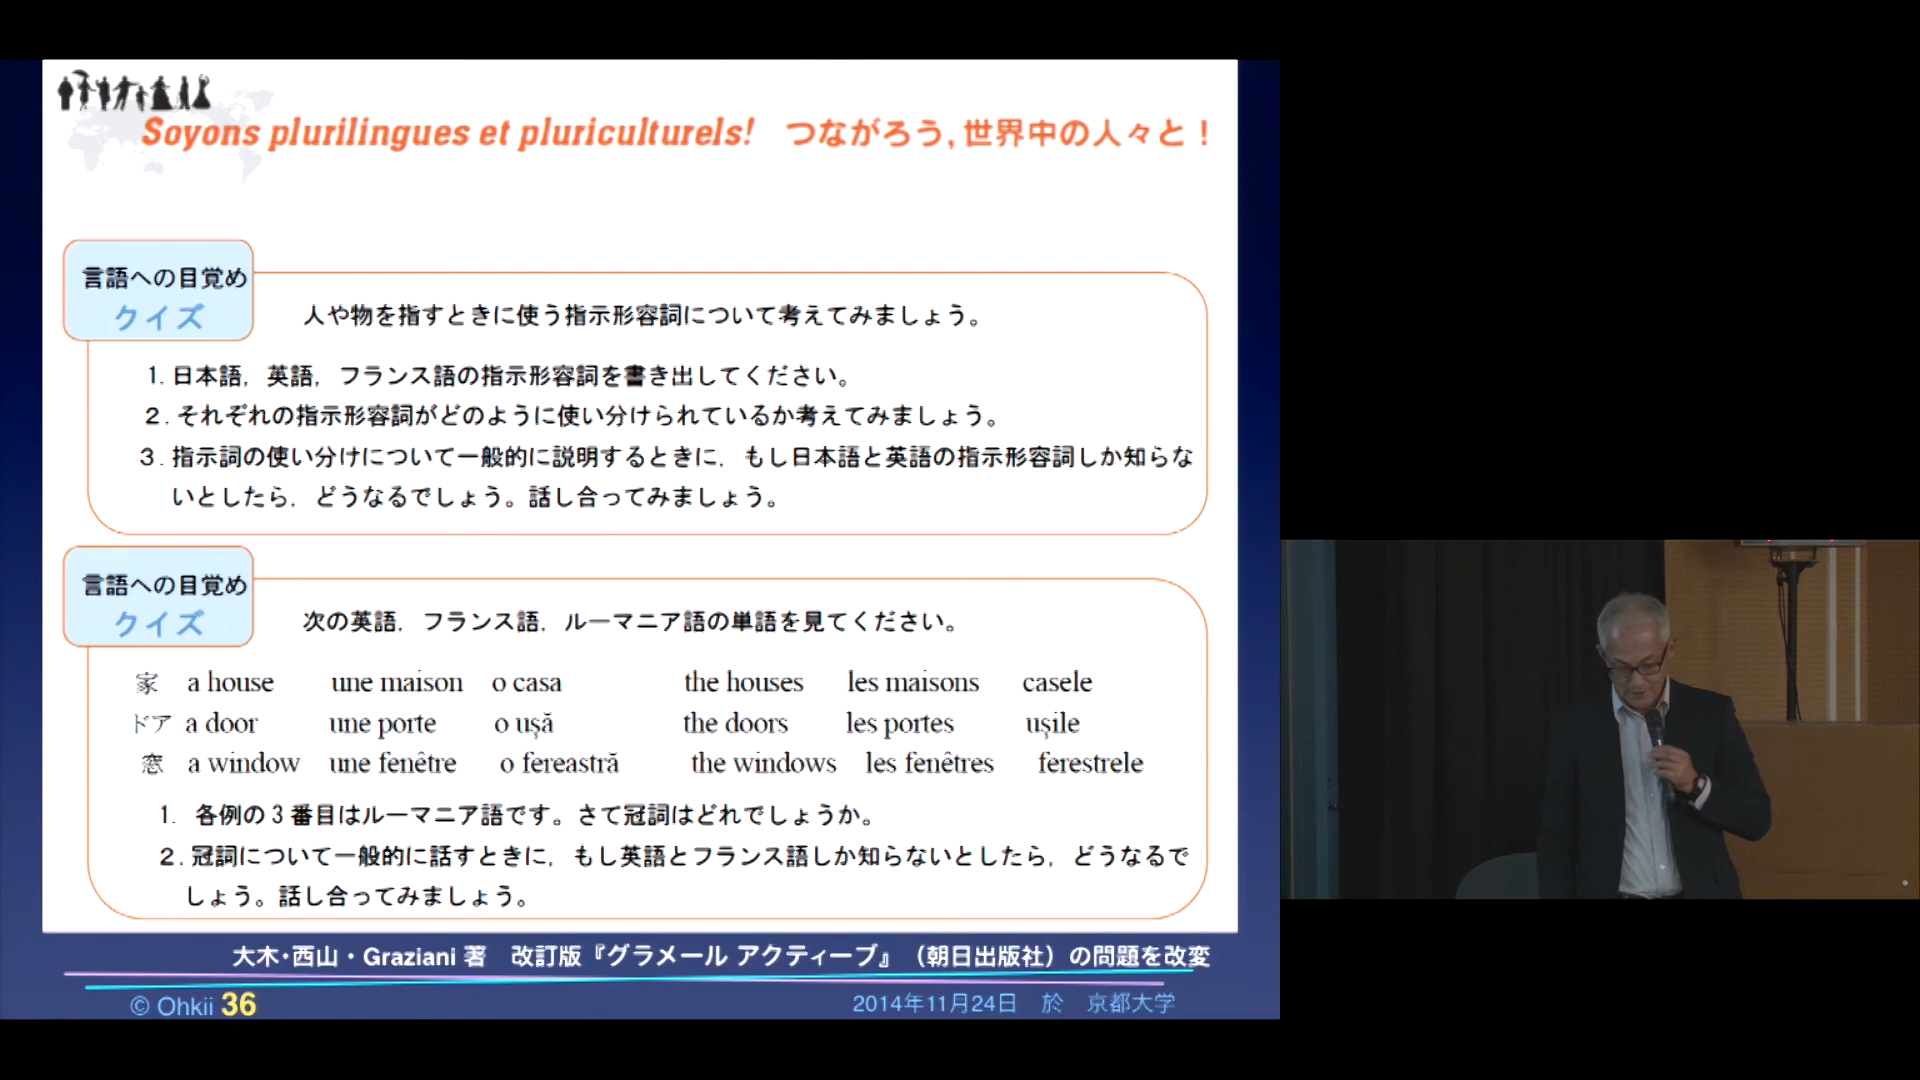 Soyons plurilingues et pluriculturels! つながろう,世界中の人々と！
言語への目覚め
クイズ
人や物を指すときに使う指示形容詞について考えてみましょう。
1. 日本語，英語，フランス語の指示形容詞を書き出してください。
2. それぞれの指示形容詞がどのように使い分けられているか考えてみましょう。
3. 指示詞の使い分けについて一般的に説明するときに，もし日本語と英語の指示形容詞しか知らな
いとしたら，どうなるでしょう。話し合ってみましょう。
言語への目覚め
クイズ
次の英語，フランス語，ルーマニア語の単語を見てください。
家 a house une maison o casa the houses les maisons casele
ドア a door une porte o ușă the doors les portes ușile
窓 a window une fenêtre o fereastră the windows les fenêtres ferestrele
1. 各例の3番目はルーマニア語です。さて冠詞はどれでしょうか。
2. 冠詞について一般的に話すときに，もし英語とフランス語しか知らないとしたら，どうなるで
しょう。話し合ってみましょう。
大木･西山・Graziani 著 改訂版『グラメール アクティーブ』（朝日出版社）の問題を改変
© Ohkii 36
2014年11月24日 於 京都大学